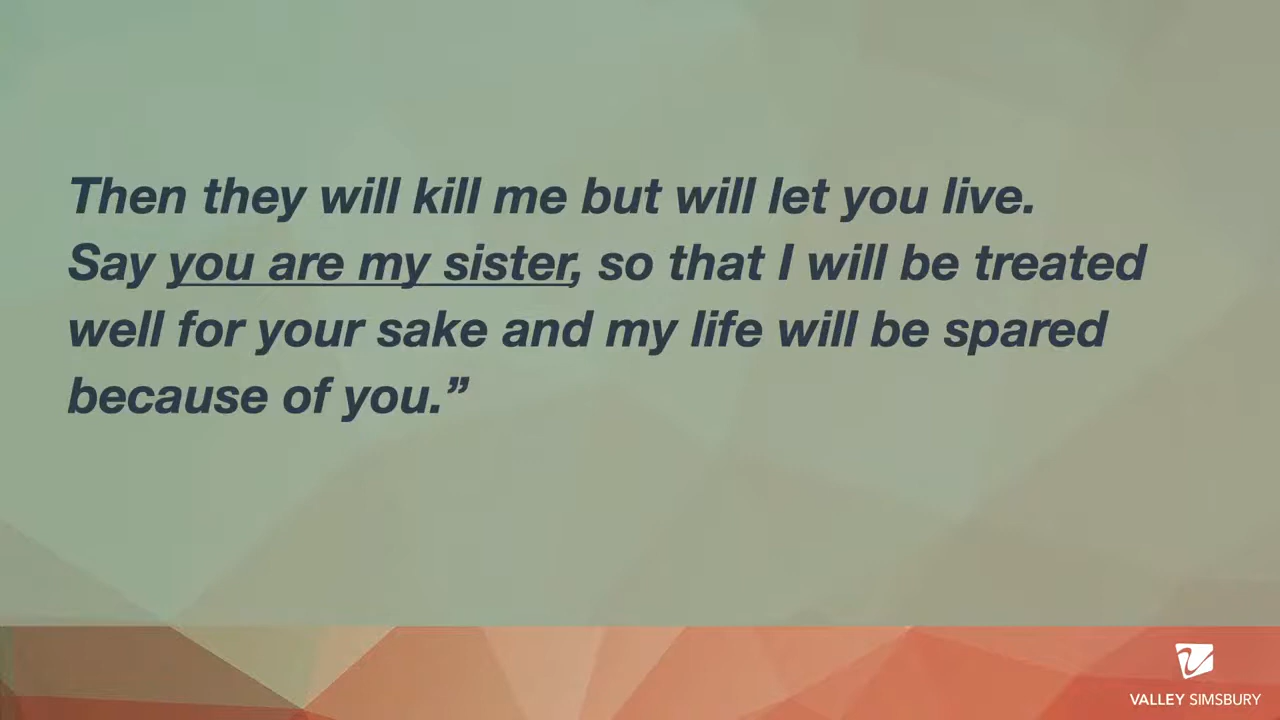 Then they will kill me but will let you live.
Say you are my sister, so that I will be treated
well for your sake and my life will be spared
because of you.”
VALLEY SIMSBURY